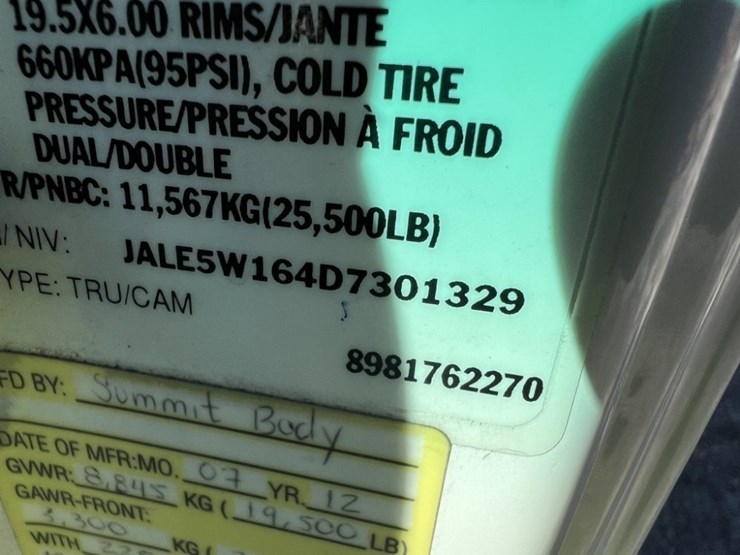 19.5X6.00 RIMS/JANTE
660KPA(95PSI), COLD TIRE
PRESSURE/PRESSION À FROID
DUAL/DOUBLE
R/PNBC: 11,567KG(25,500LB)
/ NIV: JALE5W164D7301329
YPE: TRU/CAM
8981762270
FD BY: Summit Body
DATE OF MFR:MO. 07 YR. 12
GVWR: 8,845 KG ( 19,500 LB)
GAWR-FRONT:
3,300 KG (
WITH